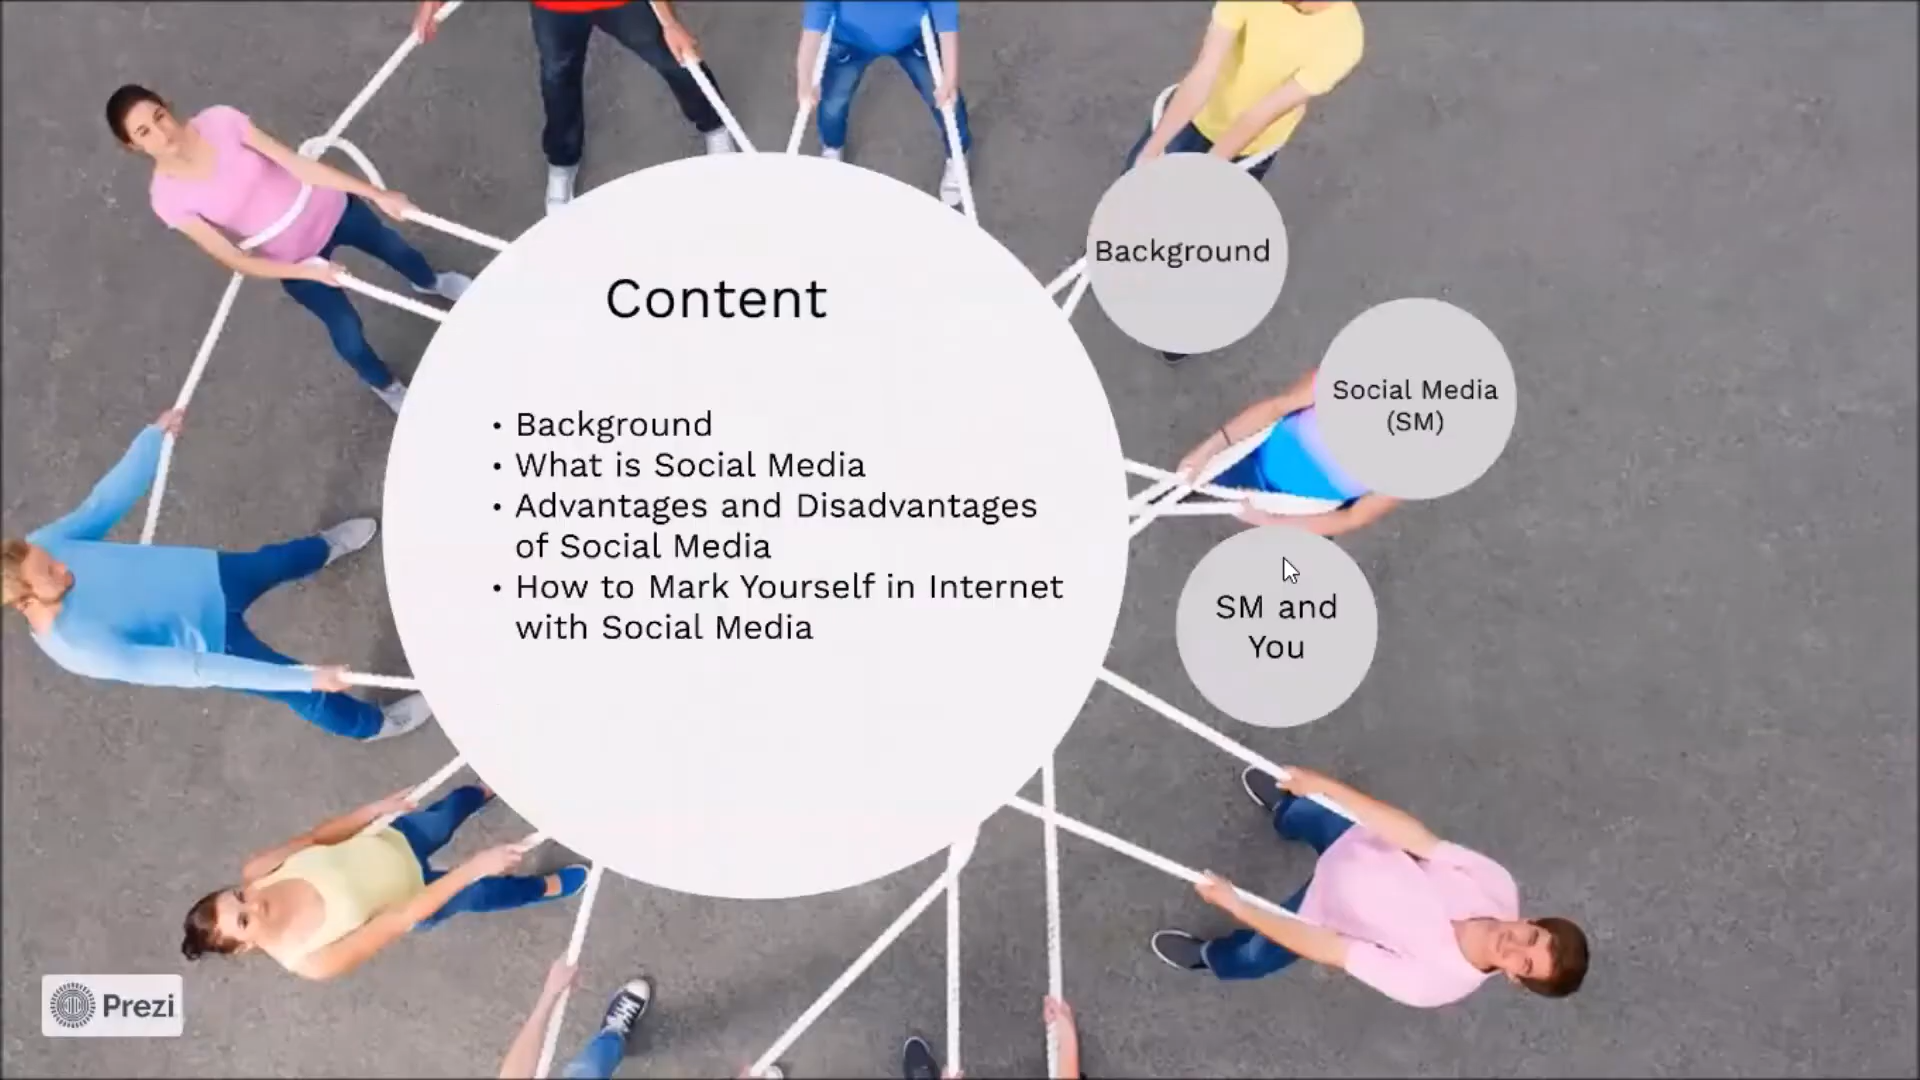 Content
• Background
• What is Social Media
• Advantages and Disadvantages
of Social Media
• How to Mark Yourself in Internet
with Social Media
Background
Social Media
(SM)
SM and
You
Prezi